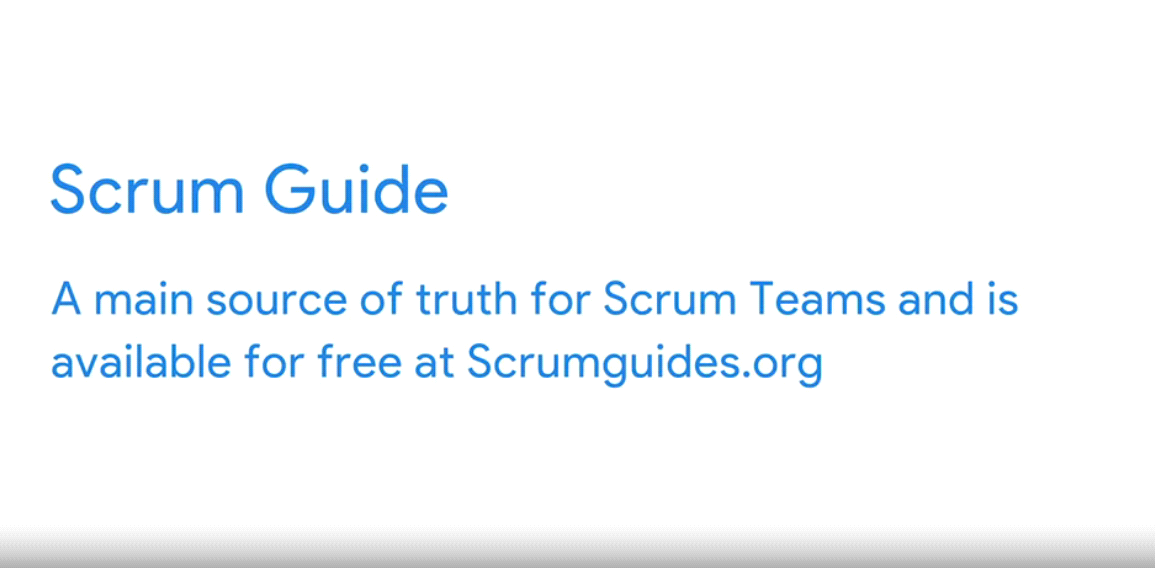 Scrum Guide
A main source of truth for Scrum Teams and is
available for free at Scrumguides.org